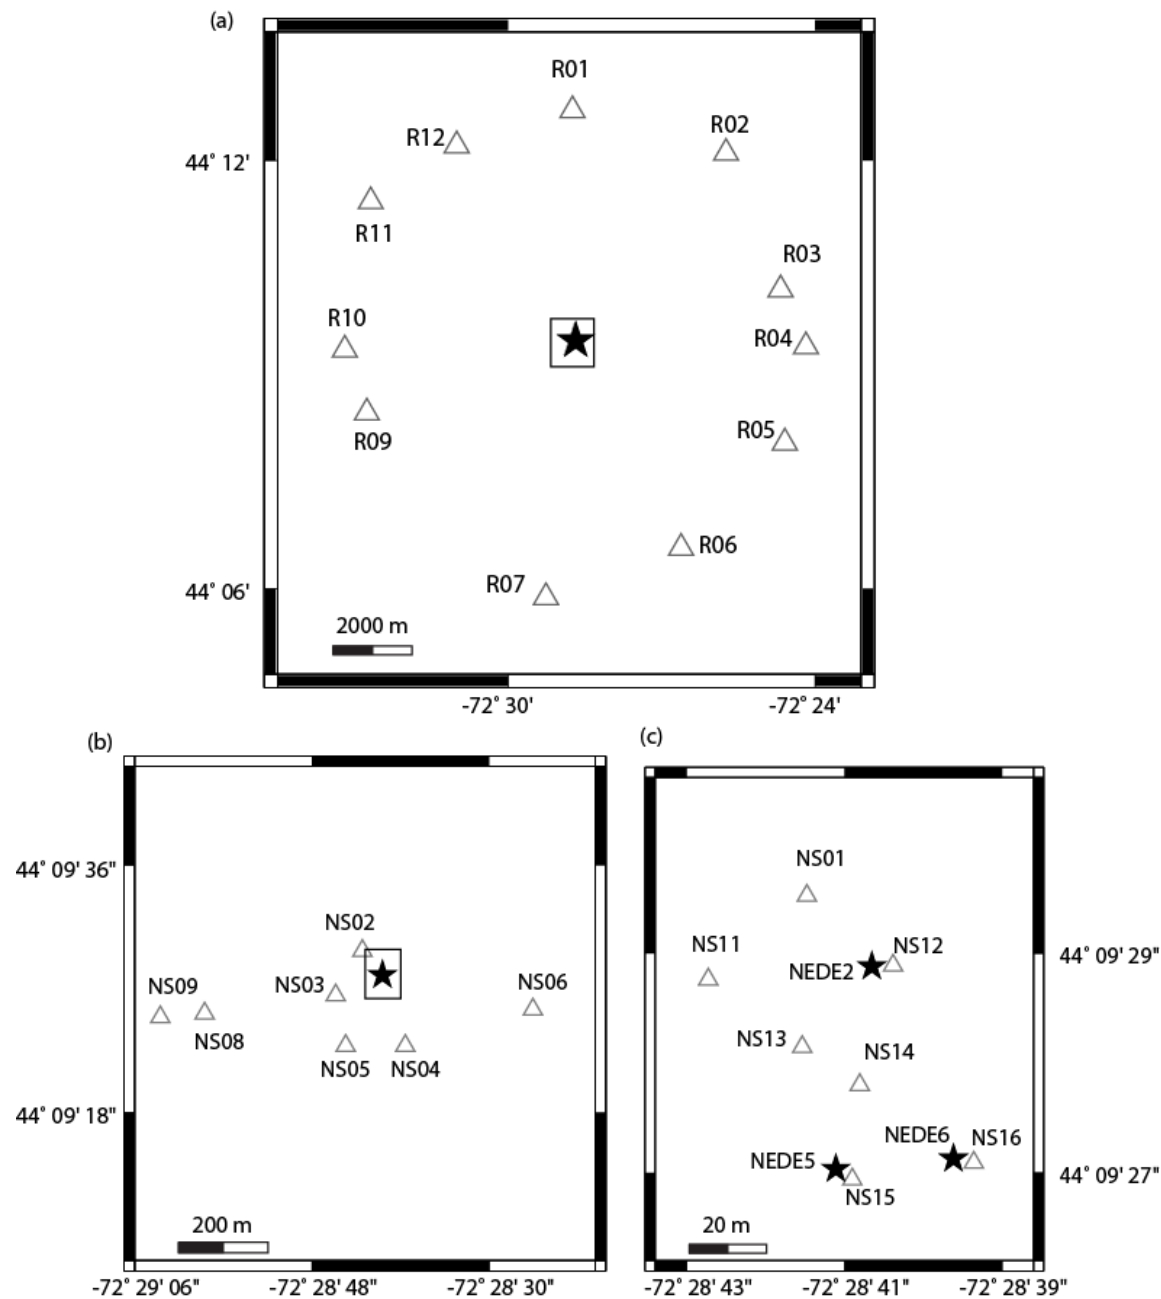 (a)
R01
R02
R12
44° 12'
R11
R03
R10
R04
R09
R05
R06
R07
44° 06'
2000 m
-72° 30'
-72° 24'
(b)
44° 09' 36"
NS02
NS03
NS06
NS09
NS08
NS05
NS04
44° 09' 18"
200 m
-72° 29' 06"
-72° 28' 48"
-72° 28' 30"
(c)
NS01
NS11
NS12
NEDE2
44° 09' 29"
NS13
NS14
NEDE6
NS16
NEDE5
NS15
44° 09' 27"
20 m
-72° 28' 43"
-72° 28' 41"
-72° 28' 39"